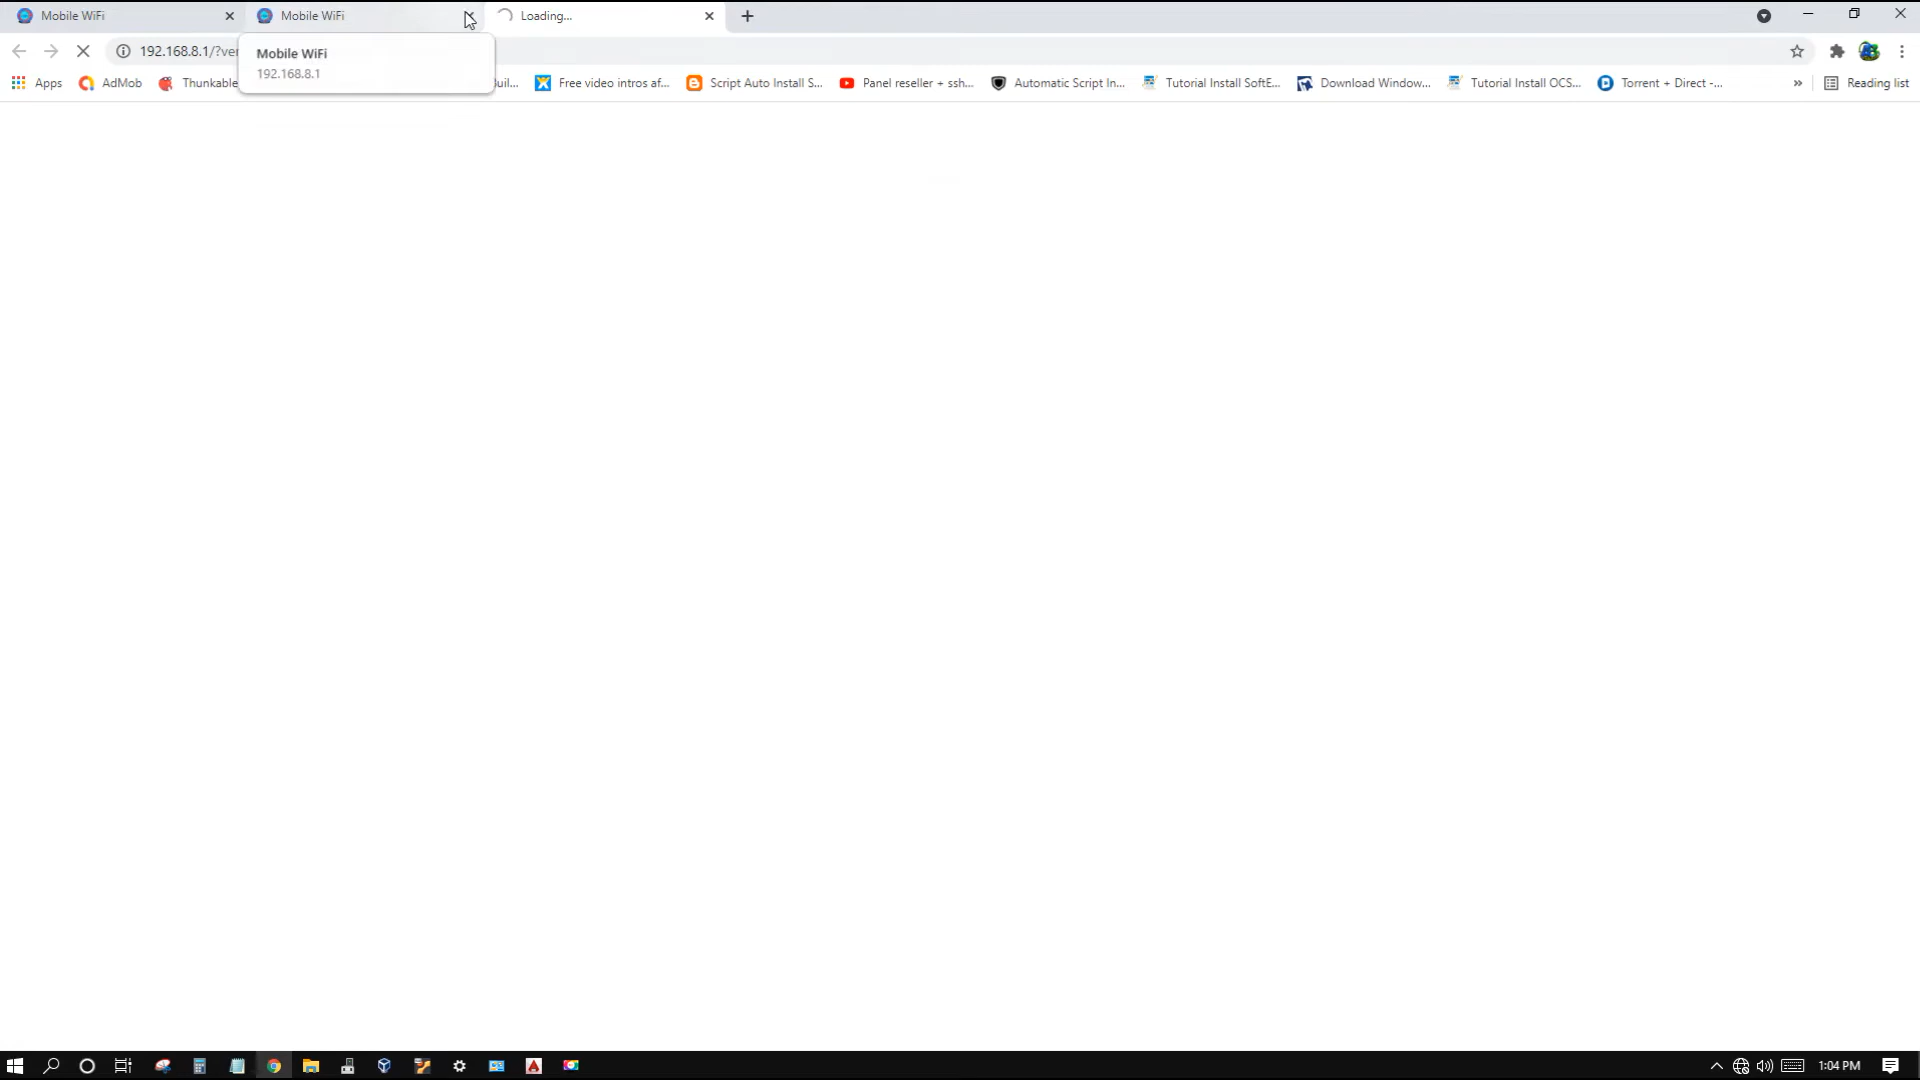 Mobile WiFi
Mobile WiFi
Loading...
192.168.8.1/?ver
Mobile WiFi
192.168.8.1
Apps
AdMob
Thunkable
uil...
Free video intros af...
Script Auto Install S...
Panel reseller + ssh...
Automatic Script In...
Tutorial Install SoftE...
Download Window...
Tutorial Install OCS...
Torrent + Direct -...
»
Reading list
1:04 PM